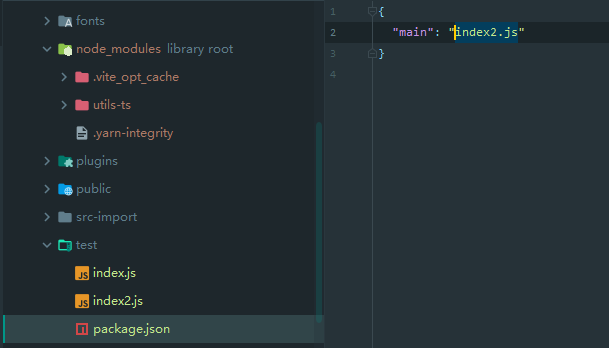 fonts
node_modules library root
.vite_opt_cache
utils-ts
.yarn-integrity
plugins
public
src-import
test
JS index.js
JS index2.js
package.json
1 {
2 "main": "index2.js"
3 }
4